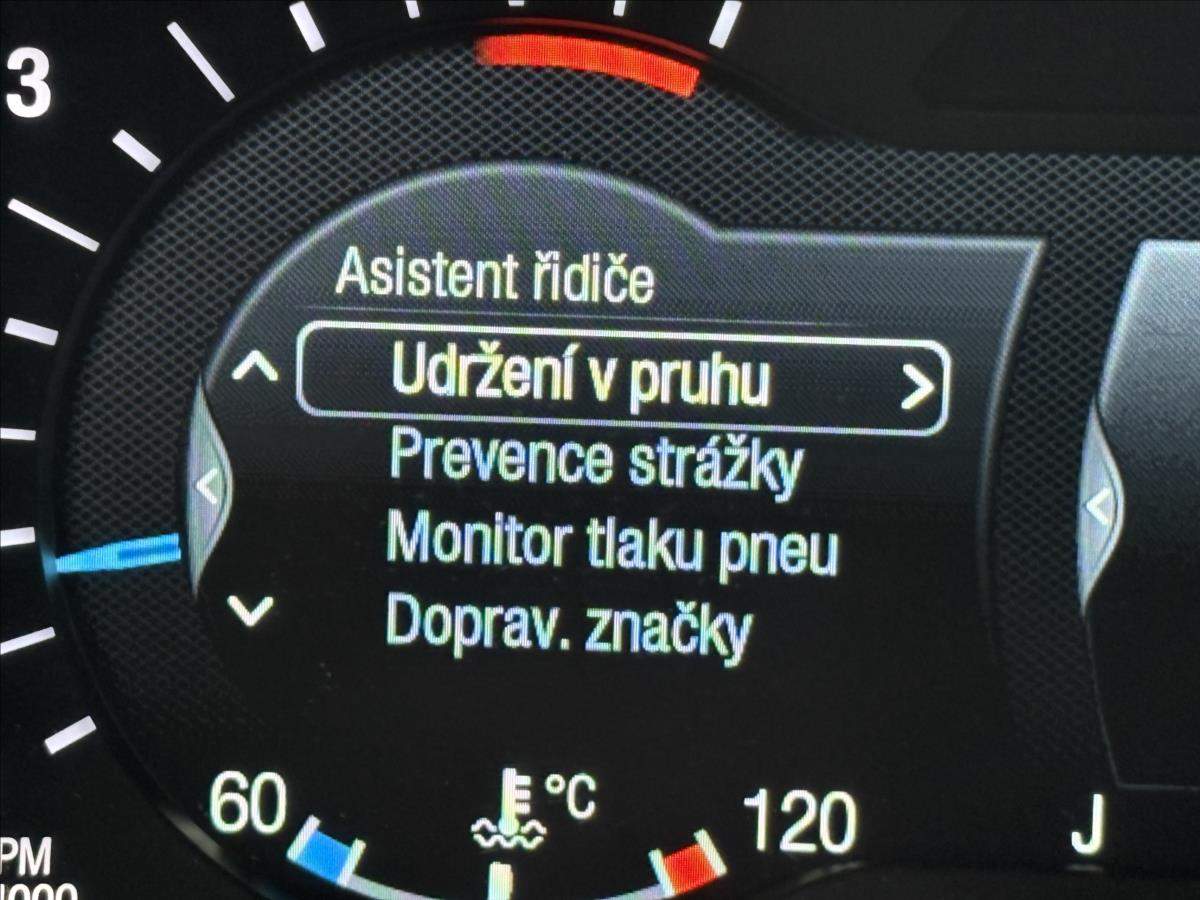 3
Asistent řidiče
Udržení v pruhu
Prevence strážky
Monitor tlaku pneu
Doprav. značky
60 °C 120 J
PM